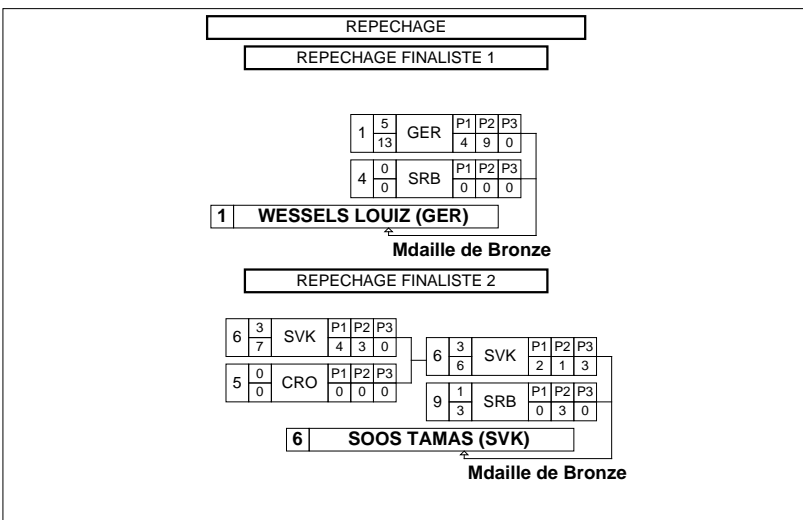 REPECHAGE
REPECHAGE FINALISTE 1
1 5 GER P1 P2 P3
13 4 9 0
4 0 SRB P1 P2 P3
0 0 0 0
1 WESSELS LOUIZ (GER)
Mdaille de Bronze
REPECHAGE FINALISTE 2
6 3 SVK P1 P2 P3
7 4 3 0
5 0 CRO P1 P2 P3
0 0 0 0
6 3 SVK P1 P2 P3
6 2 1 3
9 1 SRB P1 P2 P3
3 0 3 0
6 SOOS TAMAS (SVK)
Mdaille de Bronze